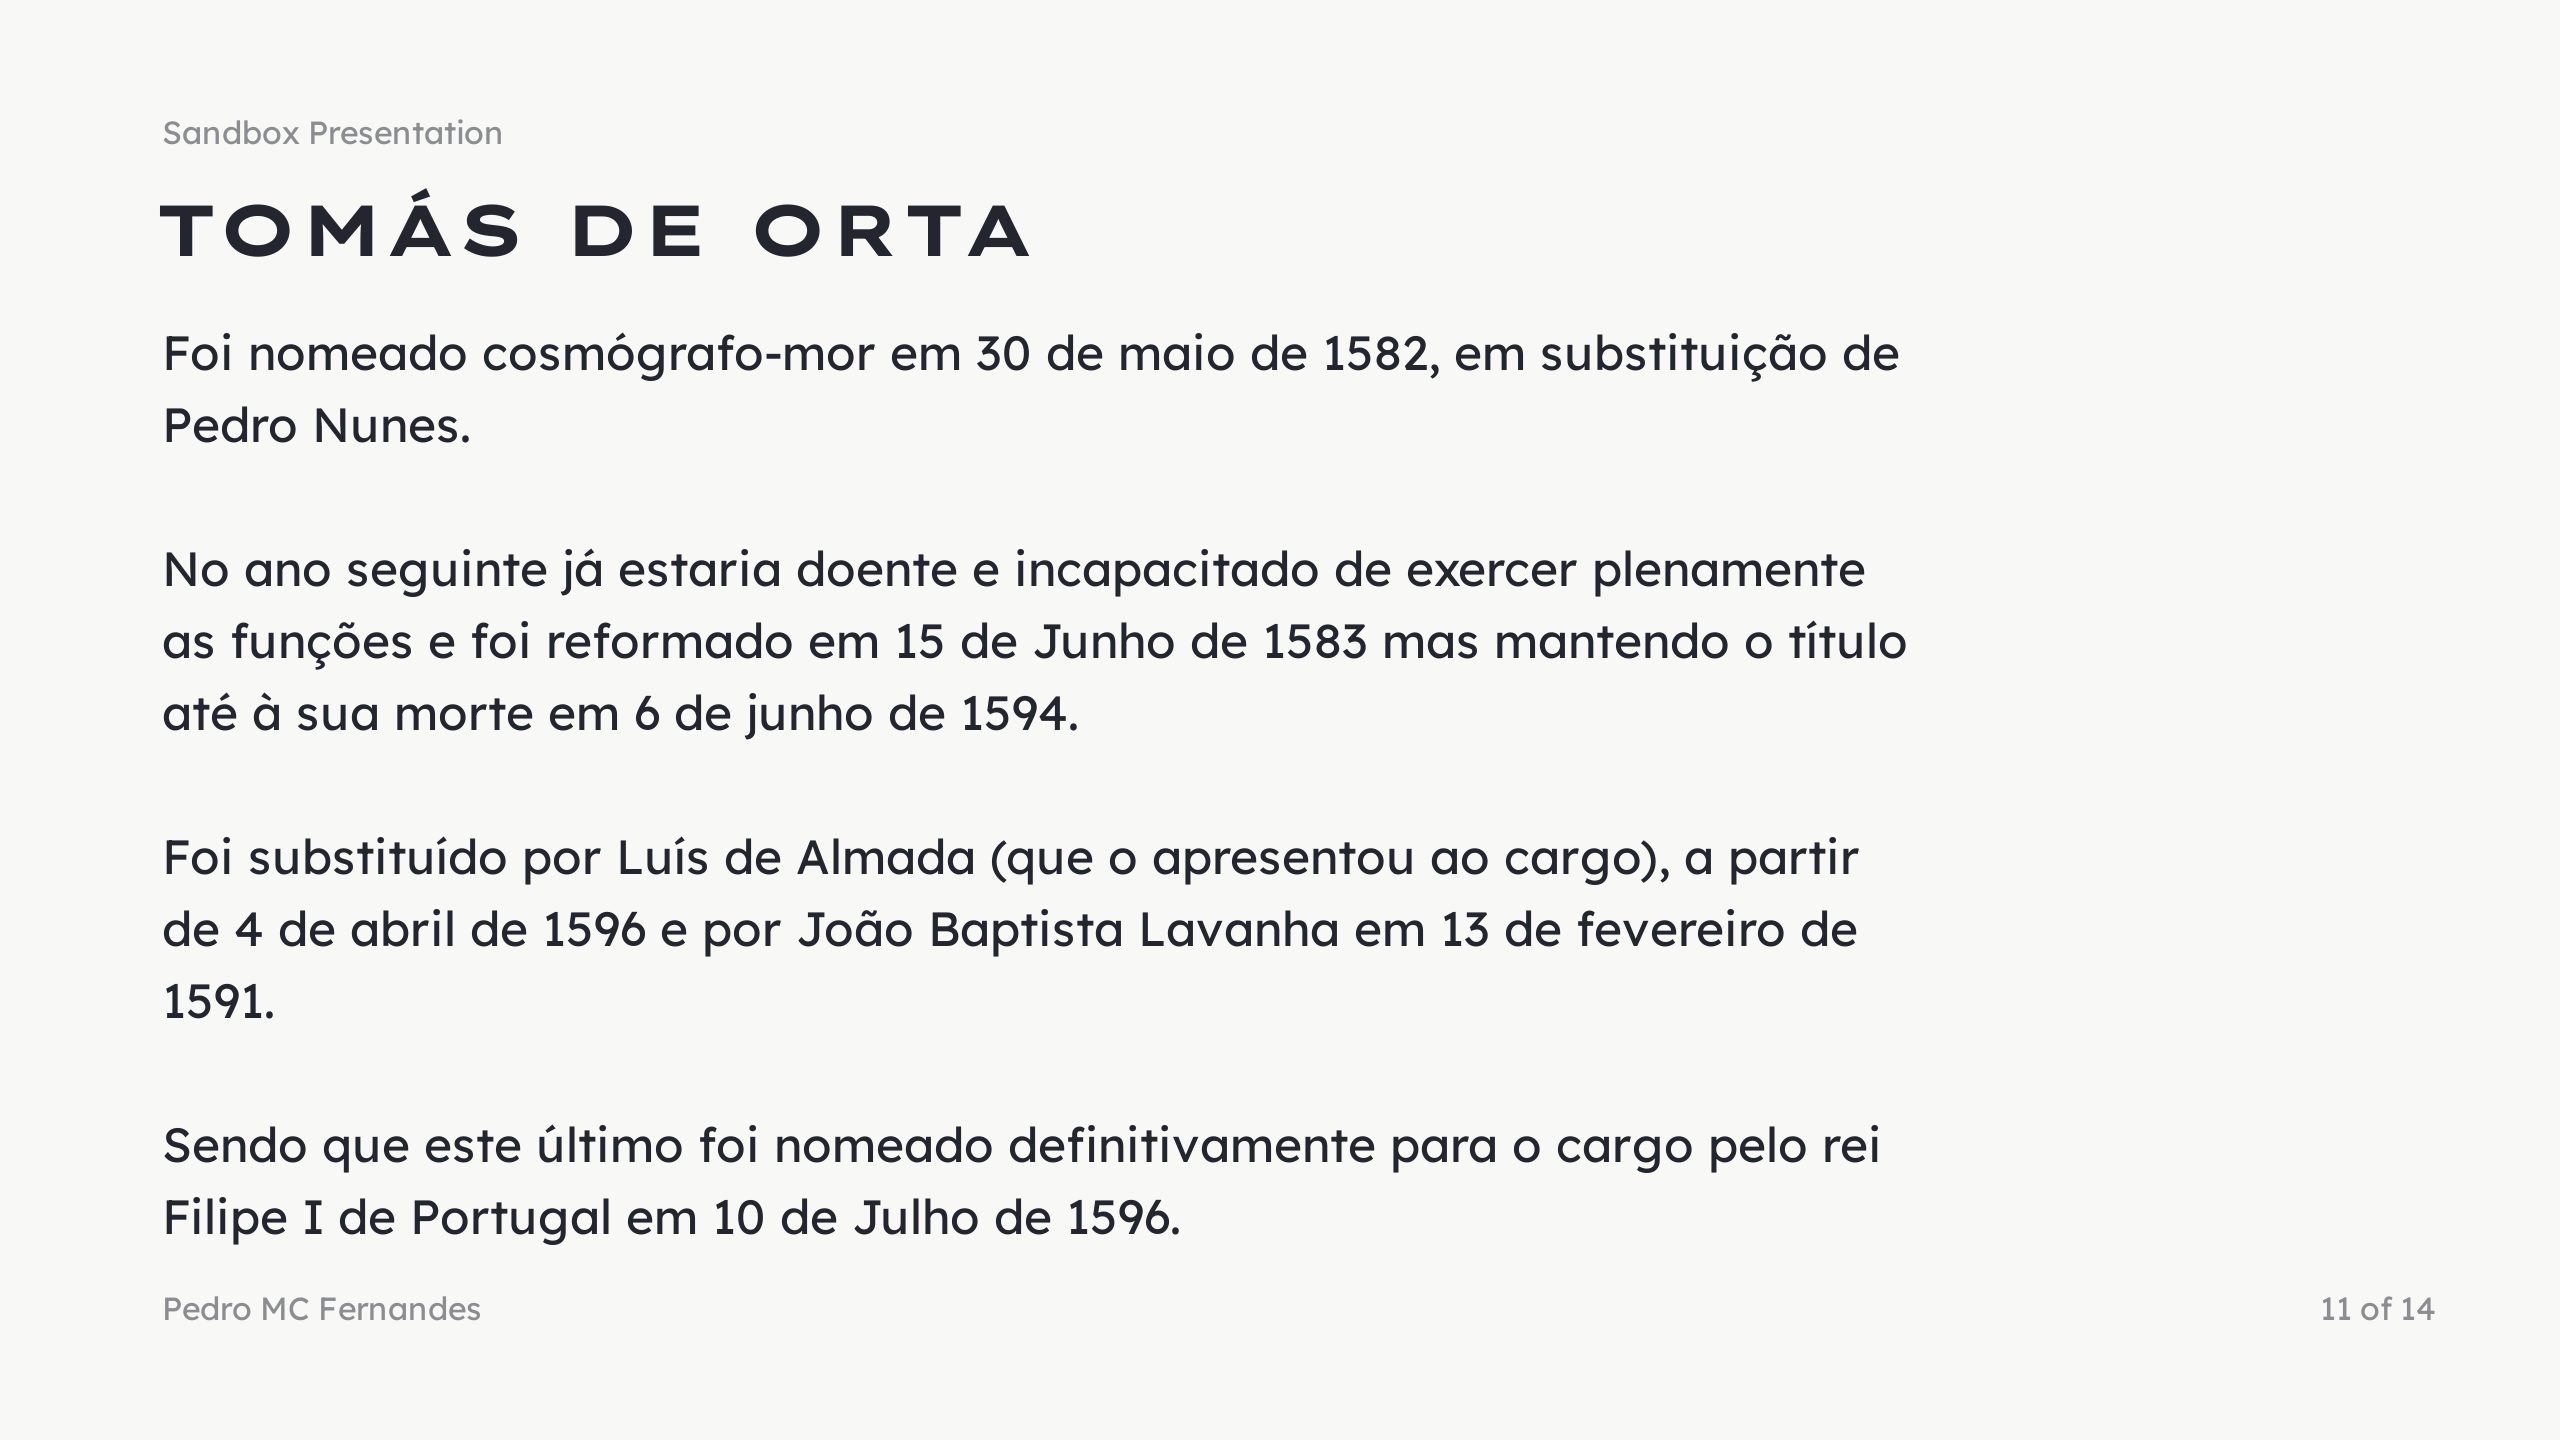 Sandbox Presentation
TOMÁS DE ORTA
Foi nomeado cosmógrafo-mor em 30 de maio de 1582, em substituição de
Pedro Nunes.
No ano seguinte já estaria doente e incapacitado de exercer plenamente
as funções e foi reformado em 15 de Junho de 1583 mas mantendo o título
até à sua morte em 6 de junho de 1594.
Foi substituído por Luís de Almada (que o apresentou ao cargo), a partir
de 4 de abril de 1596 e por João Baptista Lavanha em 13 de fevereiro de
1591.
Sendo que este último foi nomeado definitivamente para o cargo pelo rei
Filipe I de Portugal em 10 de Julho de 1596.
Pedro MC Fernandes
11 of 14